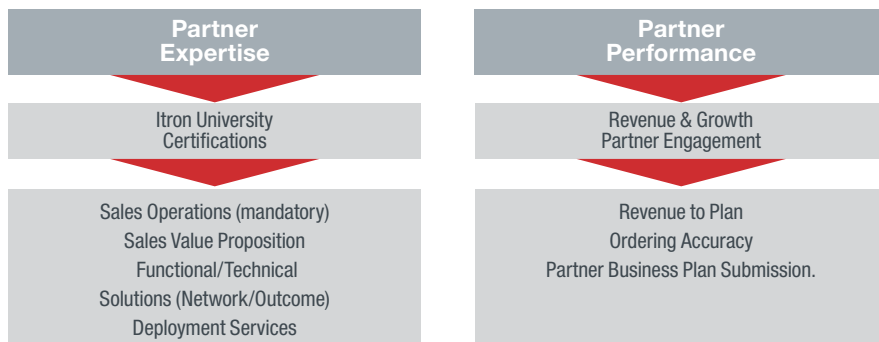 Partner
Expertise
Itron University
Certifications
Sales Operations (mandatory)
Sales Value Proposition
Functional/Technical
Solutions (Network/Outcome)
Deployment Services
Partner
Performance
Revenue & Growth
Partner Engagement
Revenue to Plan
Ordering Accuracy
Partner Business Plan Submission.